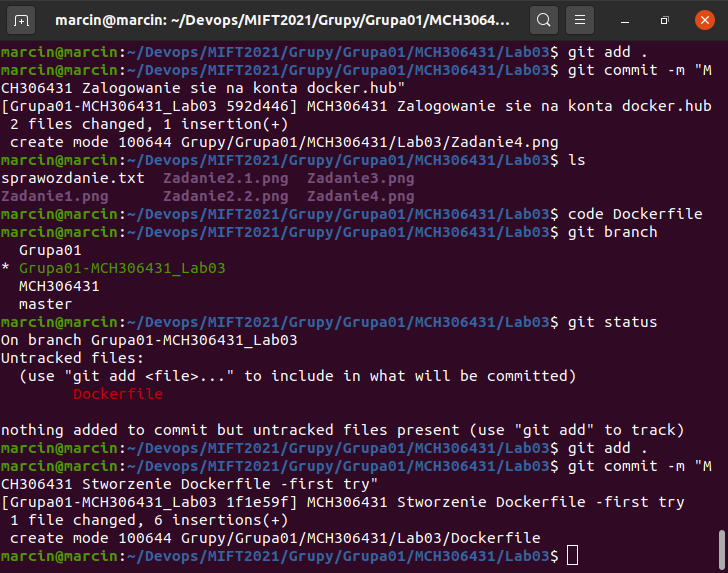 marcin@marcin: ~/Devops/MIFT2021/Grupy/Grupa01/MCH3064...
marcin@marcin:~/Devops/MIFT2021/Grupy/Grupa01/MCH306431/Lab03$ git add .
marcin@marcin:~/Devops/MIFT2021/Grupy/Grupa01/MCH306431/Lab03$ git commit -m "M
CH306431 Zalogowanie sie na konta docker.hub"
[Grupa01-MCH306431_Lab03 592d446] MCH306431 Zalogowanie sie na konta docker.hub
 2 files changed, 1 insertion(+)
 create mode 100644 Grupy/Grupa01/MCH306431/Lab03/Zadanie4.png
marcin@marcin:~/Devops/MIFT2021/Grupy/Grupa01/MCH306431/Lab03$ ls
sprawozdanie.txt  Zadanie2.1.png  Zadanie3.png
Zadanie1.png      Zadanie2.2.png  Zadanie4.png
marcin@marcin:~/Devops/MIFT2021/Grupy/Grupa01/MCH306431/Lab03$ code Dockerfile
marcin@marcin:~/Devops/MIFT2021/Grupy/Grupa01/MCH306431/Lab03$ git branch
  Grupa01
* Grupa01-MCH306431_Lab03
  MCH306431
  master
marcin@marcin:~/Devops/MIFT2021/Grupy/Grupa01/MCH306431/Lab03$ git status
On branch Grupa01-MCH306431_Lab03
Untracked files:
  (use "git add <file>..." to include in what will be committed)
        Dockerfile
nothing added to commit but untracked files present (use "git add" to track)
marcin@marcin:~/Devops/MIFT2021/Grupy/Grupa01/MCH306431/Lab03$ git add .
marcin@marcin:~/Devops/MIFT2021/Grupy/Grupa01/MCH306431/Lab03$ git commit -m "M
CH306431 Stworzenie Dockerfile -first try"
[Grupa01-MCH306431_Lab03 1f1e59f] MCH306431 Stworzenie Dockerfile -first try
 1 file changed, 6 insertions(+)
 create mode 100644 Grupy/Grupa01/MCH306431/Lab03/Dockerfile
marcin@marcin:~/Devops/MIFT2021/Grupy/Grupa01/MCH306431/Lab03$